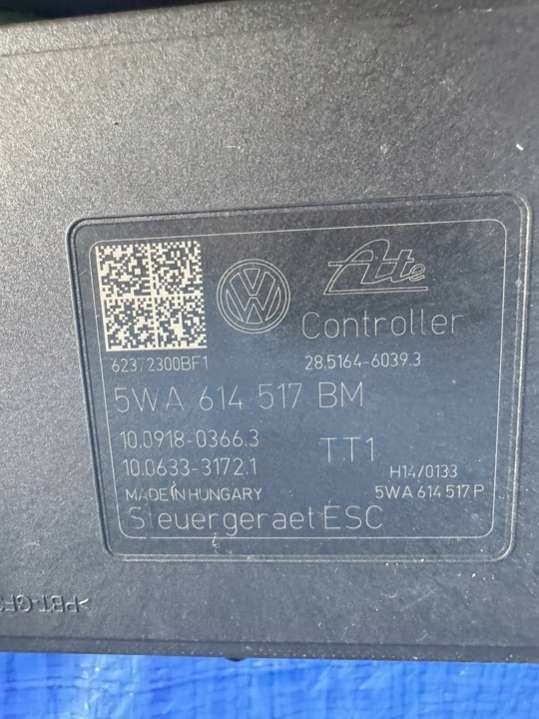 Ate
Controller
62372300BF1
28.5164-6039.3
5WA 614 517 BM
10.0918-0366.3
TT1
10.0633-3172.1
H14/0133
MADE IN HUNGARY
5WA 614 517 P
Steuergeraet ESC